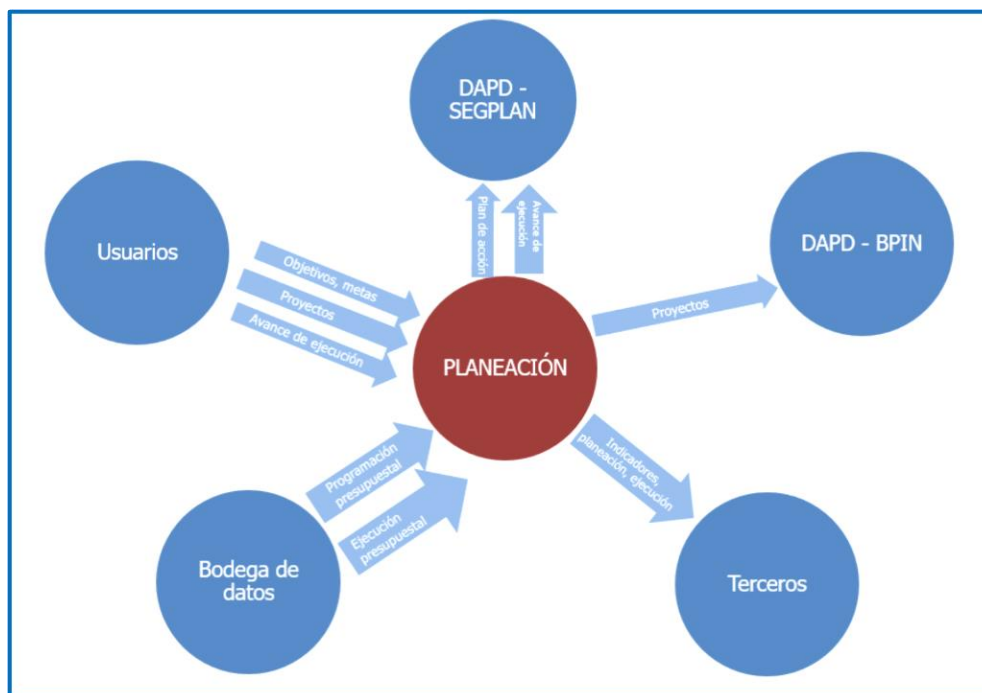 DAPD -
SEGPLAN
Usuarios
DAPD - BPIN
Plan de acción
Avance de
ejecución
Objetivos, metas
Proyectos
Avance de ejecución
Proyectos
PLANEACIÓN
Programación
presupuestal
Ejecución
presupuestal
Indicadores,
planeación, ejecución
Bodega de
datos
Terceros